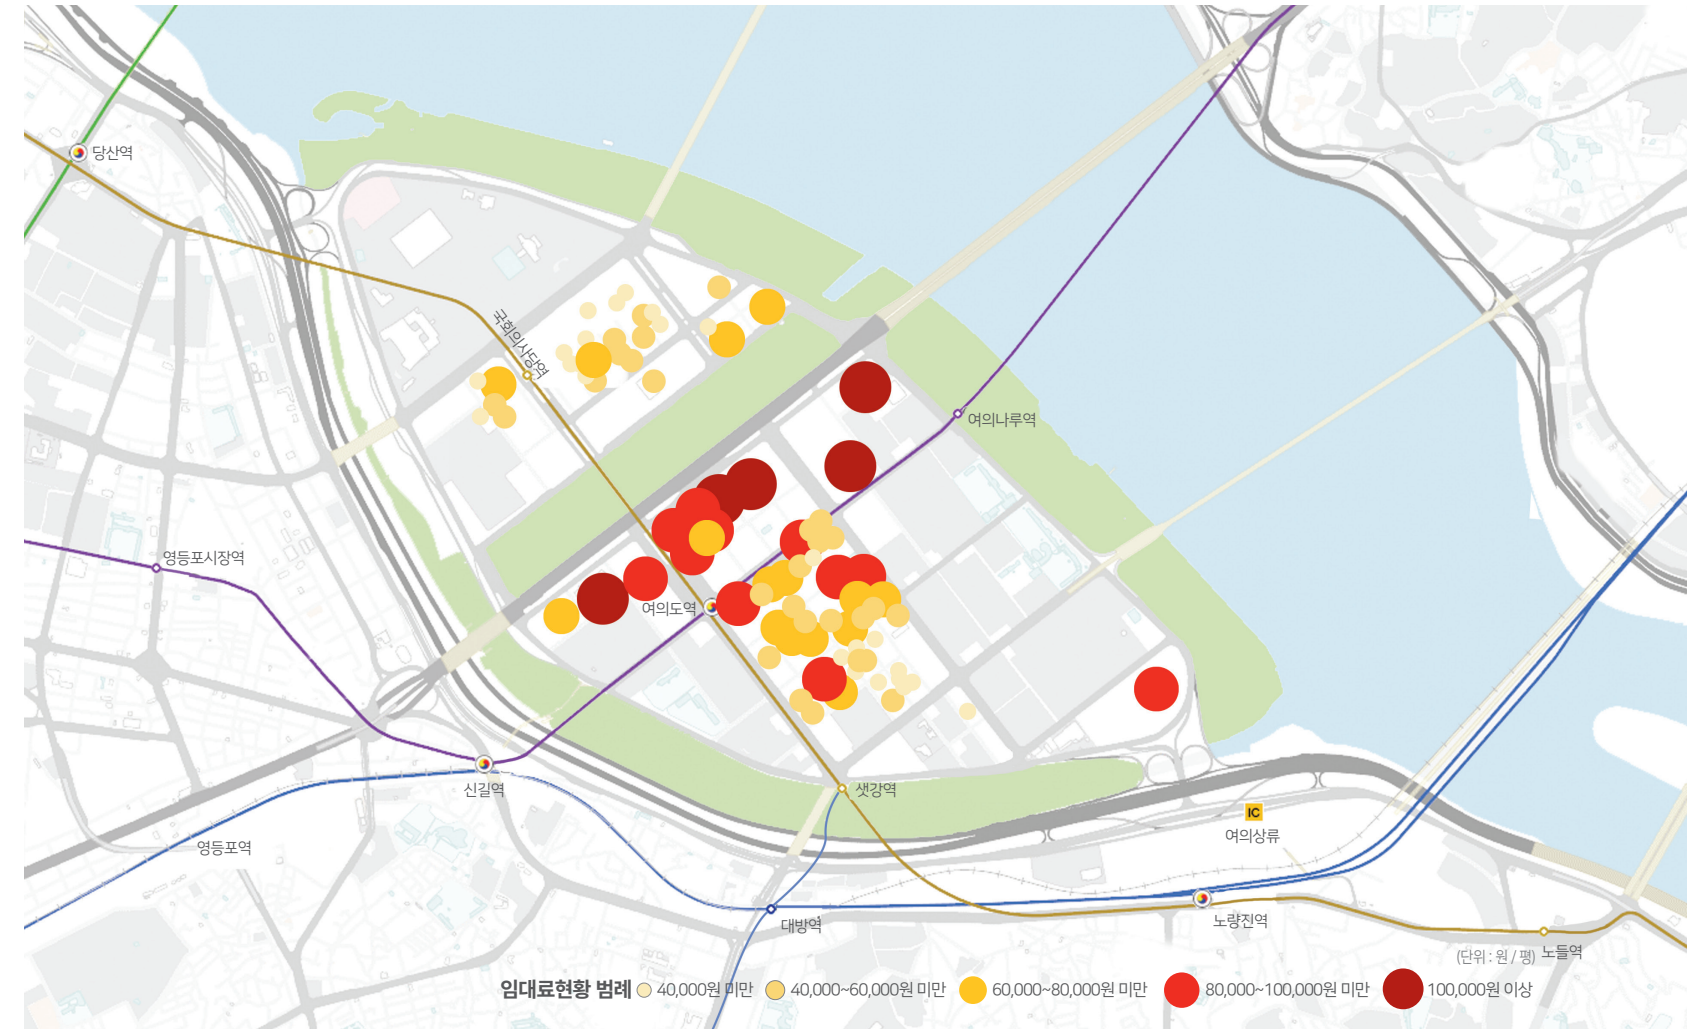 당산역
국회의사당역
여의나루역
영등포시장역
여의도역
신길역
샛강역
IC
여의상류
영등포역
대방역
노량진역
노들역
(단위 : 원 / 평)
임대료현황 범례 40,000원 미만 40,000~60,000원 미만 60,000~80,000원 미만 80,000~100,000원 미만 100,000원 이상